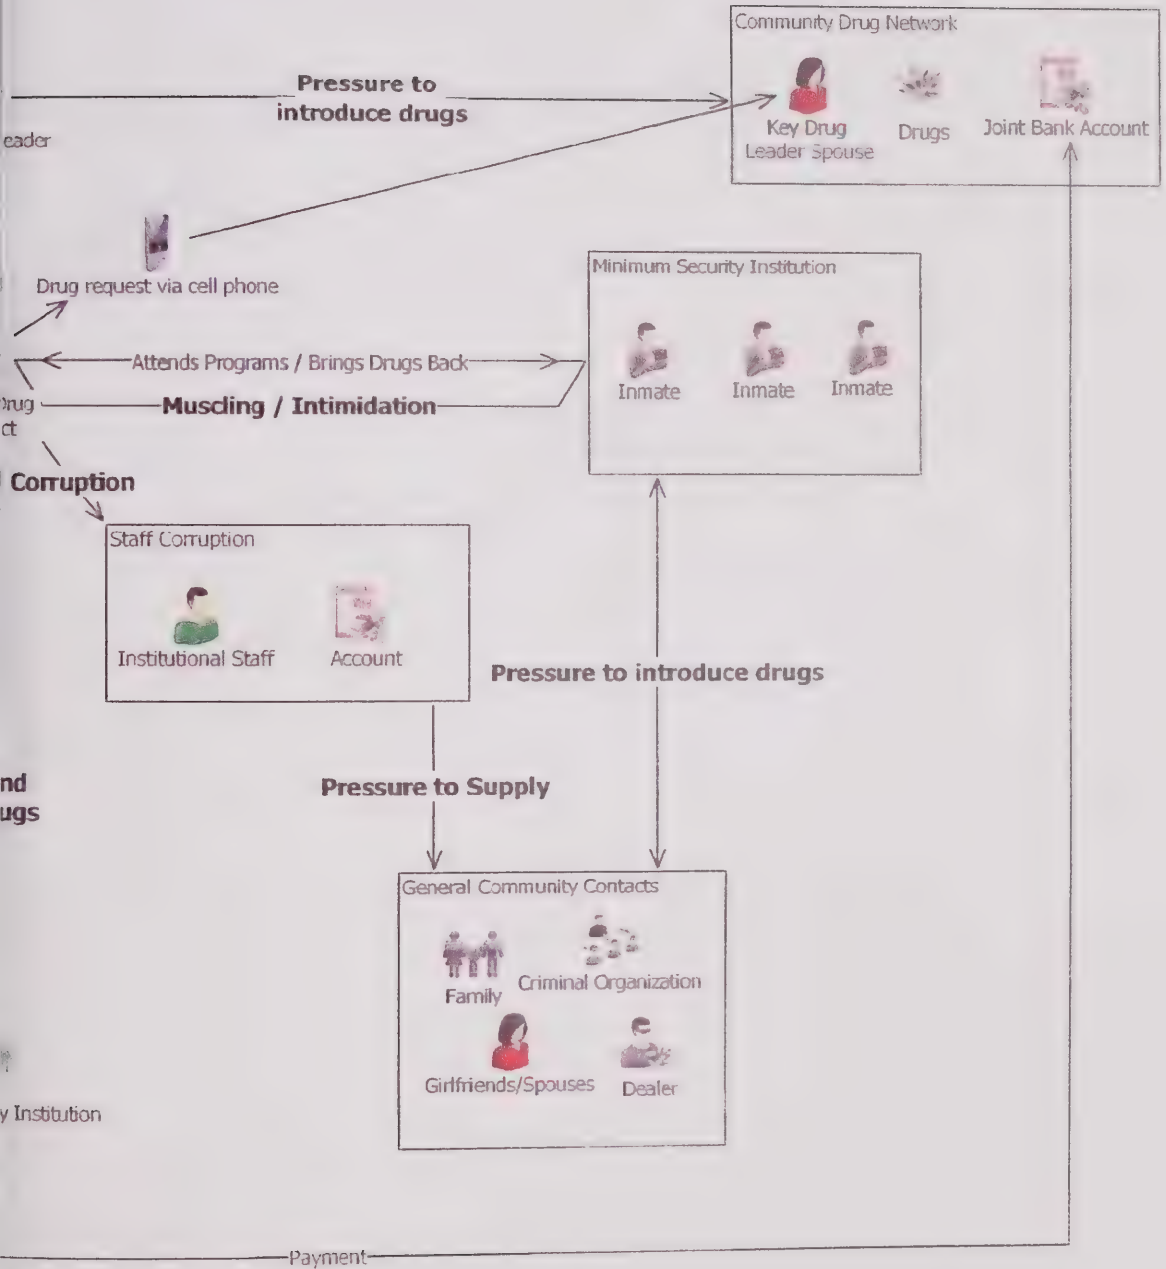 Community Drug Network
Pressure to
introduce drugs
Key Drug
Leader Spouse
Drugs
Joint Bank Account
eader
Drug request via cell phone
Minimum Security Institution
Attends Programs / Brings Drugs Back
Inmate
Inmate
Inmate
Drug
ct
Muscling / Intimidation
Corruption
Staff Corruption
Institutional Staff
Account
Pressure to introduce drugs
nd
ugs
Pressure to Supply
General Community Contacts
Family
Criminal Organization
Girlfriends/Spouses
Dealer
y Institution
Payment